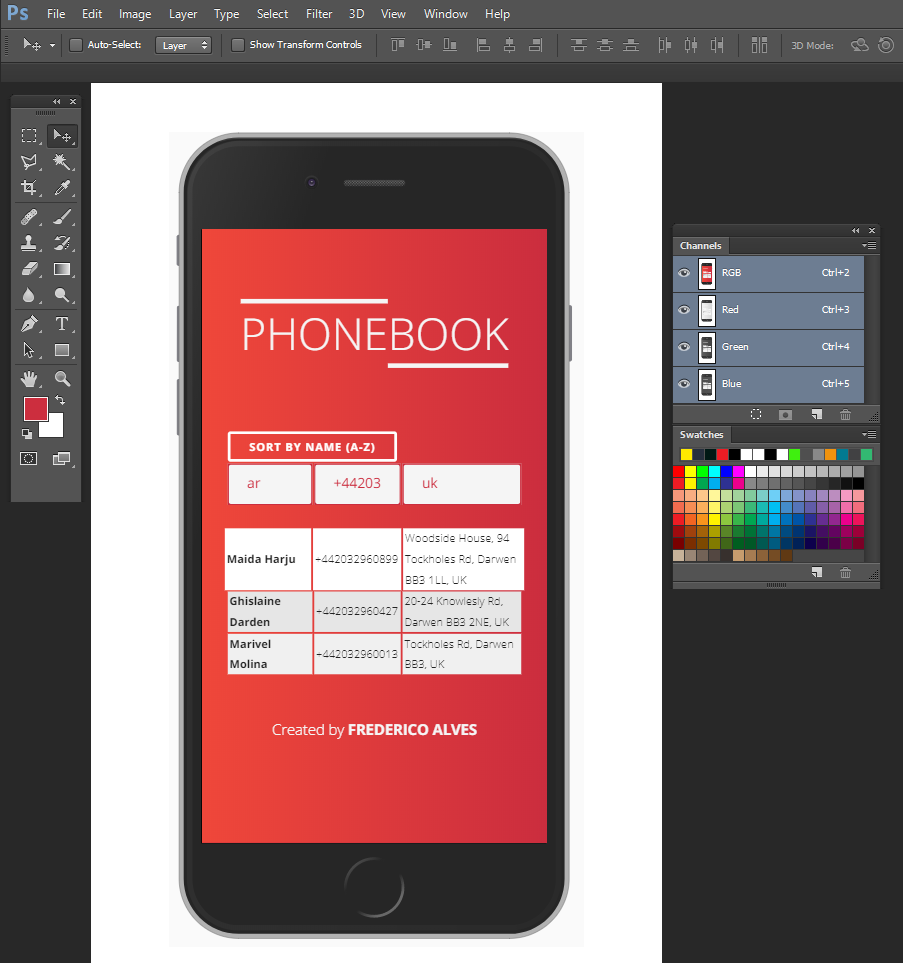 Ps File Edit Image Layer Type Select Filter 3D View Window Help
Auto-Select: Layer Show Transform Controls 3D Mode:
PHONEBOOK
SORT BY NAME (A-Z)
ar +44203 uk
Maida Harju +442032960899 Woodside House, 94
Tockholes Rd, Darwen
BB3 1LL, UK
Ghislaine
Darden +442032960427 20-24 Knowlesly Rd,
Darwen BB3 2NE, UK
Marivel
Molina +442032960013 Tockholes Rd, Darwen
BB3, UK
Created by FREDERICO ALVES
Channels
RGB Ctrl+2
Red Ctrl+3
Green Ctrl+4
Blue Ctrl+5
Swatches
T